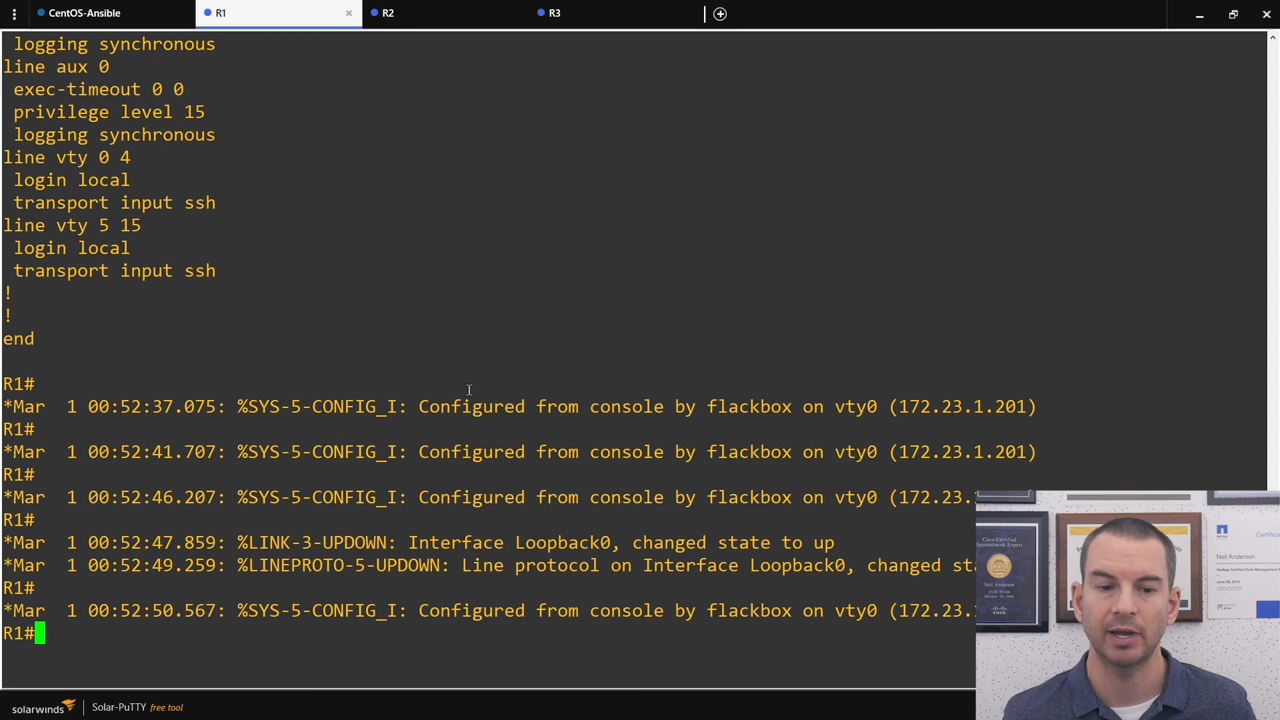 CentOS-Ansible
R1
R2
R3
logging synchronous
line aux 0
exec-timeout 0 0
privilege level 15
logging synchronous
line vty 0 4
login local
transport input ssh
line vty 5 15
login local
transport input ssh
!
!
end
R1#
*Mar  1 00:52:37.075: %SYS-5-CONFIG_I: Configured from console by flackbox on vty0 (172.23.1.201)
R1#
*Mar  1 00:52:41.707: %SYS-5-CONFIG_I: Configured from console by flackbox on vty0 (172.23.1.201)
R1#
*Mar  1 00:52:46.207: %SYS-5-CONFIG_I: Configured from console by flackbox on vty0 (172.23.
R1#
*Mar  1 00:52:47.859: %LINK-3-UPDOWN: Interface Loopback0, changed state to up
*Mar  1 00:52:49.259: %LINEPROTO-5-UPDOWN: Line protocol on Interface Loopback0, changed sta
R1#
*Mar  1 00:52:50.567: %SYS-5-CONFIG_I: Configured from console by flackbox on vty0 (172.23.
R1#
Neil Anderson
solarwinds
Solar-PuTTY free tool